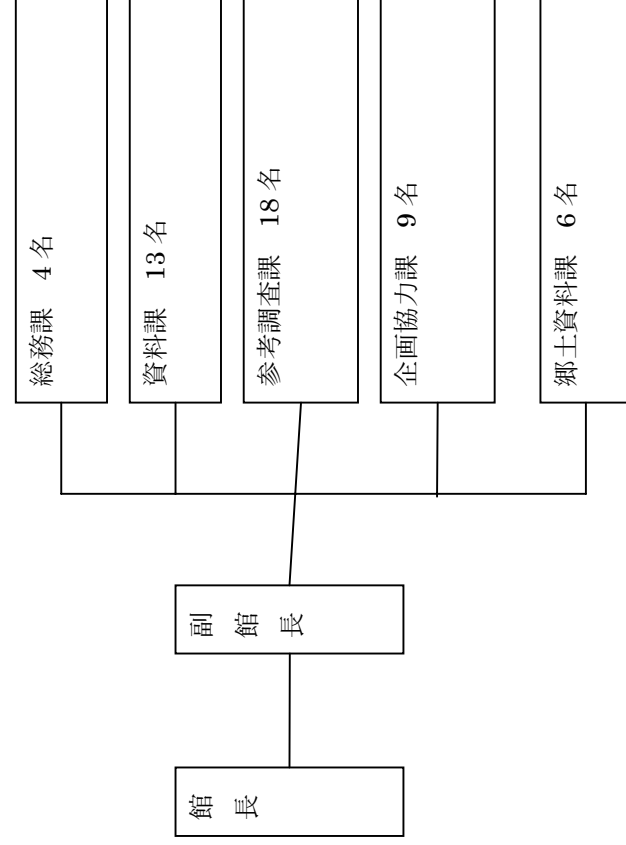 館長
副館長
総務課 4名
資料課 13名
参考調査課 18名
企画協力課 9名
郷土資料課 6名